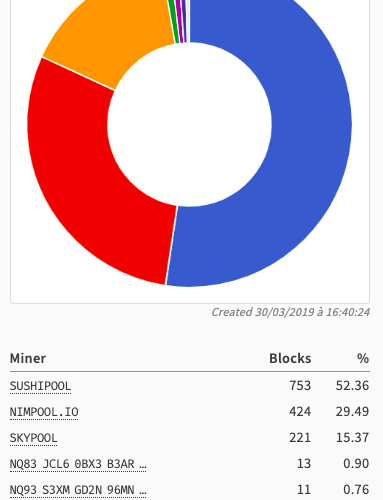 Created 30/03/2019 à 16:40:24
Miner Blocks %
SUSHIPOOL 753 52.36
NIMPOOL.IO 424 29.49
SKYPOOL 221 15.37
NQ83 JCL6 0BX3 B3AR … 13 0.90
NQ93 S3XM GD2N 96MN … 11 0.76